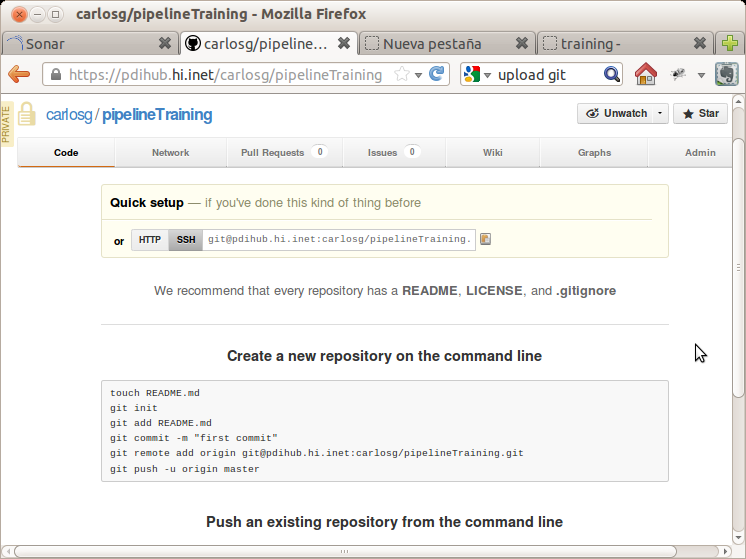 carlosg/pipelineTraining - Mozilla Firefox
Sonar
carlosg/pipeline...
Nueva pestaña
training -
https://pdihub.hi.inet/carlosg/pipelineTraining
upload git
PRIVATE
carlosg / pipelineTraining
Unwatch
Star
Code
Network
Pull Requests 0
Issues 0
Wiki
Graphs
Admin
Quick setup — if you've done this kind of thing before
or HTTP SSH git@pdihub.hi.inet:carlosg/pipelineTraining.
We recommend that every repository has a README, LICENSE, and .gitignore
Create a new repository on the command line
touch README.md
git init
git add README.md
git commit -m "first commit"
git remote add origin git@pdihub.hi.inet:carlosg/pipelineTraining.git
git push -u origin master
Push an existing repository from the command line